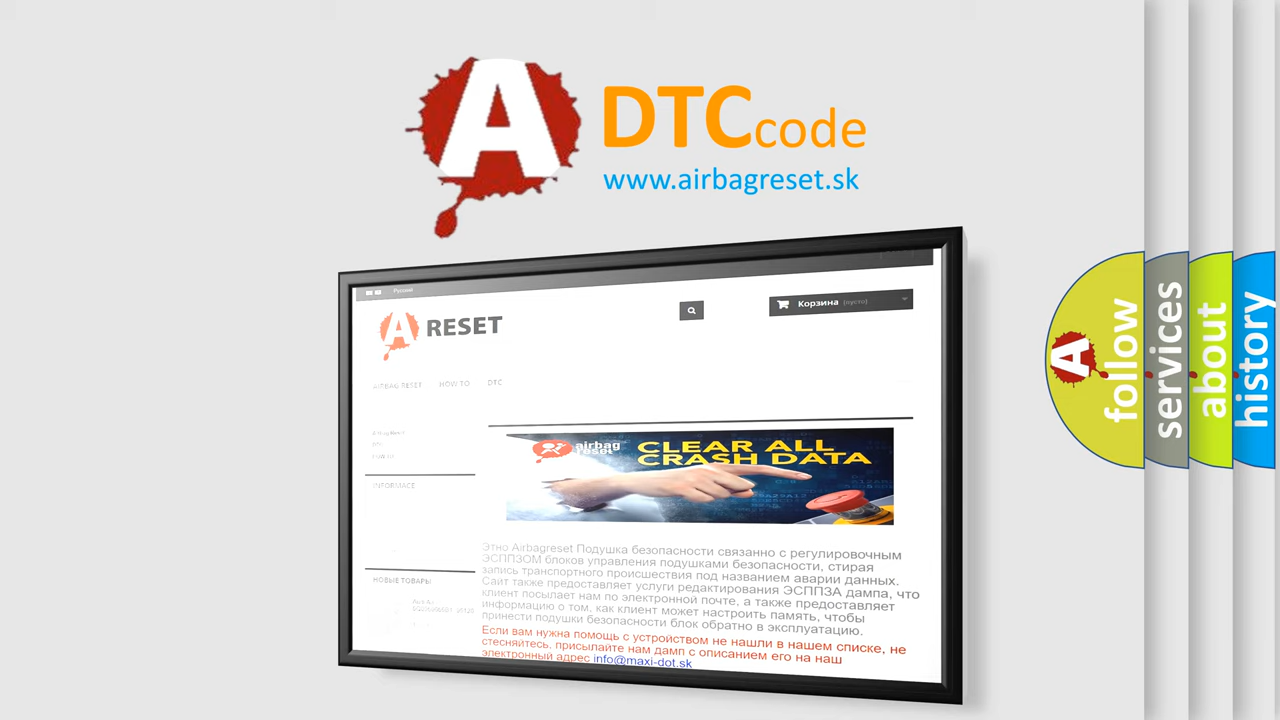 A DTCcode
www.airbagreset.sk
Русский
A RESET
Корзина (пусто)
AIRBAG RESET HOW TO DTC
DTC
INFORMACE
airbag
reset
CLEAR ALL
CRASH DATA
Этно Airbagreset Подушка безопасности связанно с регулировочным
ЭСППЗОМ блоков управления подушками безопасности, стирая
запись транспортного происшествия под названием аварии данных.
Сайт также предоставляет услуги редактирования ЭСППЗА дампа, что
клиент посылает нам по электронной почте, а также предоставляет
информацию о том, как клиент может настроить память, чтобы
принести подушки безопасности блок обратно в эксплуатацию.
Если вам нужна помощь с устройством не нашли в нашем списке, не
стесняйтесь, присылайте нам дамп с описанием его на наш
электронный адрес info@maxi-dot.sk
НОВЫЕ ТОВАРЫ
A follow
services
about
history